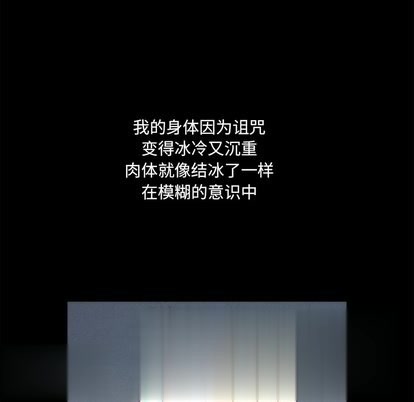 我的身体因为诅咒
变得冰冷又沉重
肉体就像结冰了一样
在模糊的意识中